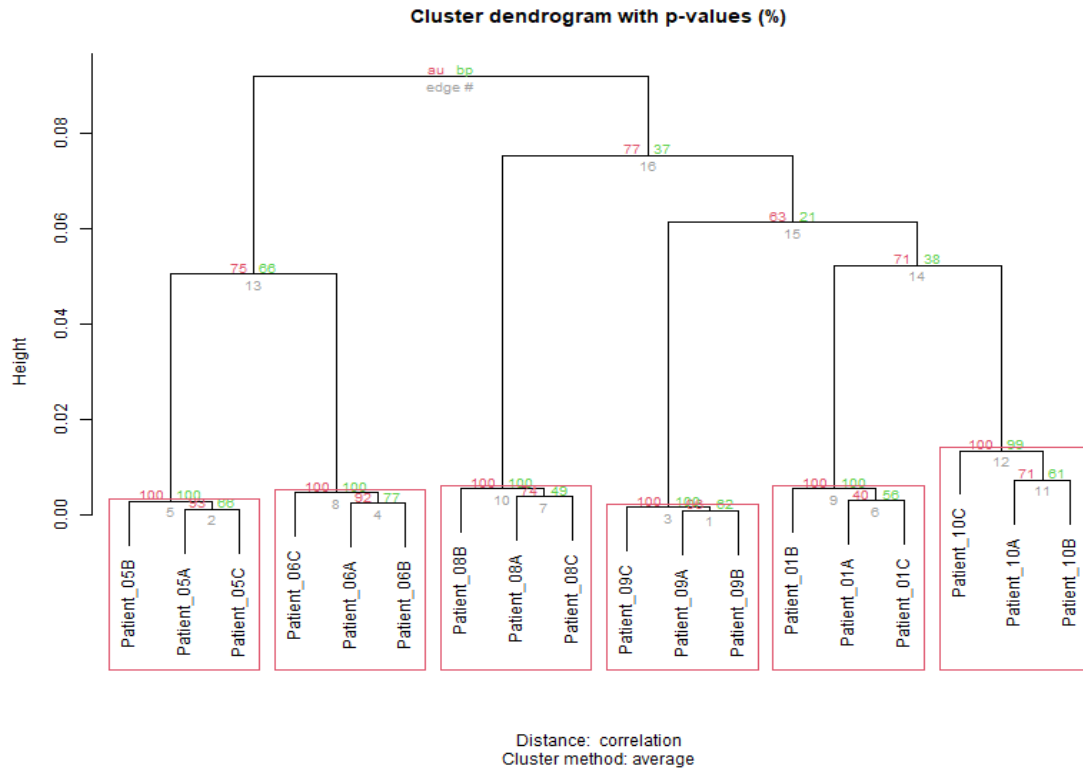 Cluster dendrogram with p-values (%)
au bp
edge #
77 37
16
63 21
15
71 38
14
75 66
13
100 99
12
71 61
11
100 100
5
66
2
100 100
8
92 77
4
100 100
10
74 49
7
100 100
3
62
1
100 100
9
40 56
6
Height
0.00
0.02
0.04
0.06
0.08
Patient_05B
Patient_05A
Patient_05C
Patient_06C
Patient_06A
Patient_06B
Patient_08B
Patient_08A
Patient_08C
Patient_09C
Patient_09A
Patient_09B
Patient_01B
Patient_01A
Patient_01C
Patient_10C
Patient_10A
Patient_10B
Distance: correlation
Cluster method: average